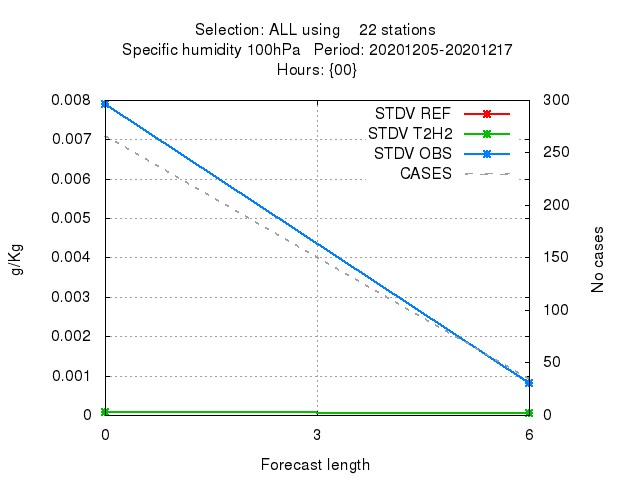 Selection: ALL using    22 stations
Specific humidity 100hPa   Period: 20201205-20201217
Hours: {00}
STDV REF
STDV T2H2
STDV OBS
CASES
0.008
0.007
0.006
0.005
0.004
0.003
0.002
0.001
0
g/Kg
300
250
200
150
100
50
0
No cases
0 3 6
Forecast length